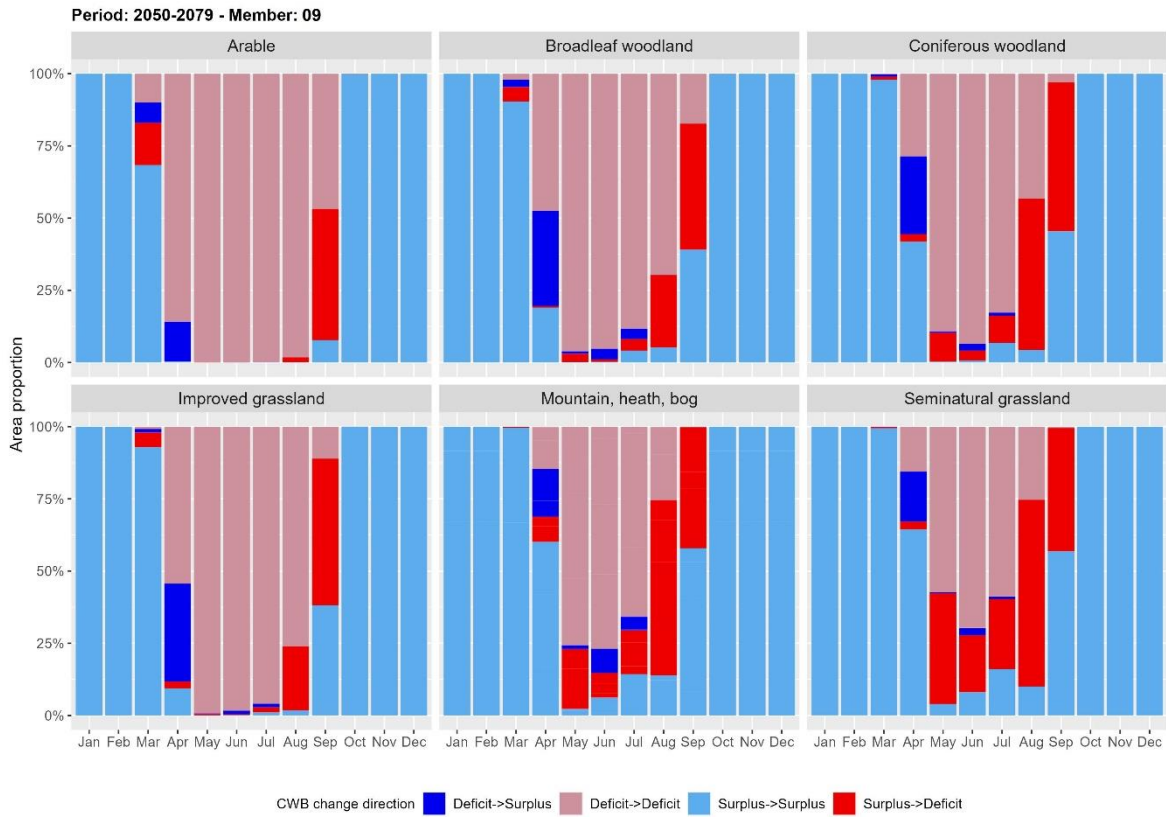 Period: 2050-2079 - Member: 09
Arable
Broadleaf woodland
Coniferous woodland
100%
75%
50%
25%
0%
Improved grassland
Mountain, heath, bog
Seminatural grassland
100%
75%
50%
25%
0%
Area proportion
Jan Feb Mar Apr May Jun Jul Aug Sep Oct Nov Dec
Jan Feb Mar Apr May Jun Jul Aug Sep Oct Nov Dec
Jan Feb Mar Apr May Jun Jul Aug Sep Oct Nov Dec
CWB change direction Deficit->Surplus Deficit->Deficit Surplus->Surplus Surplus->Deficit